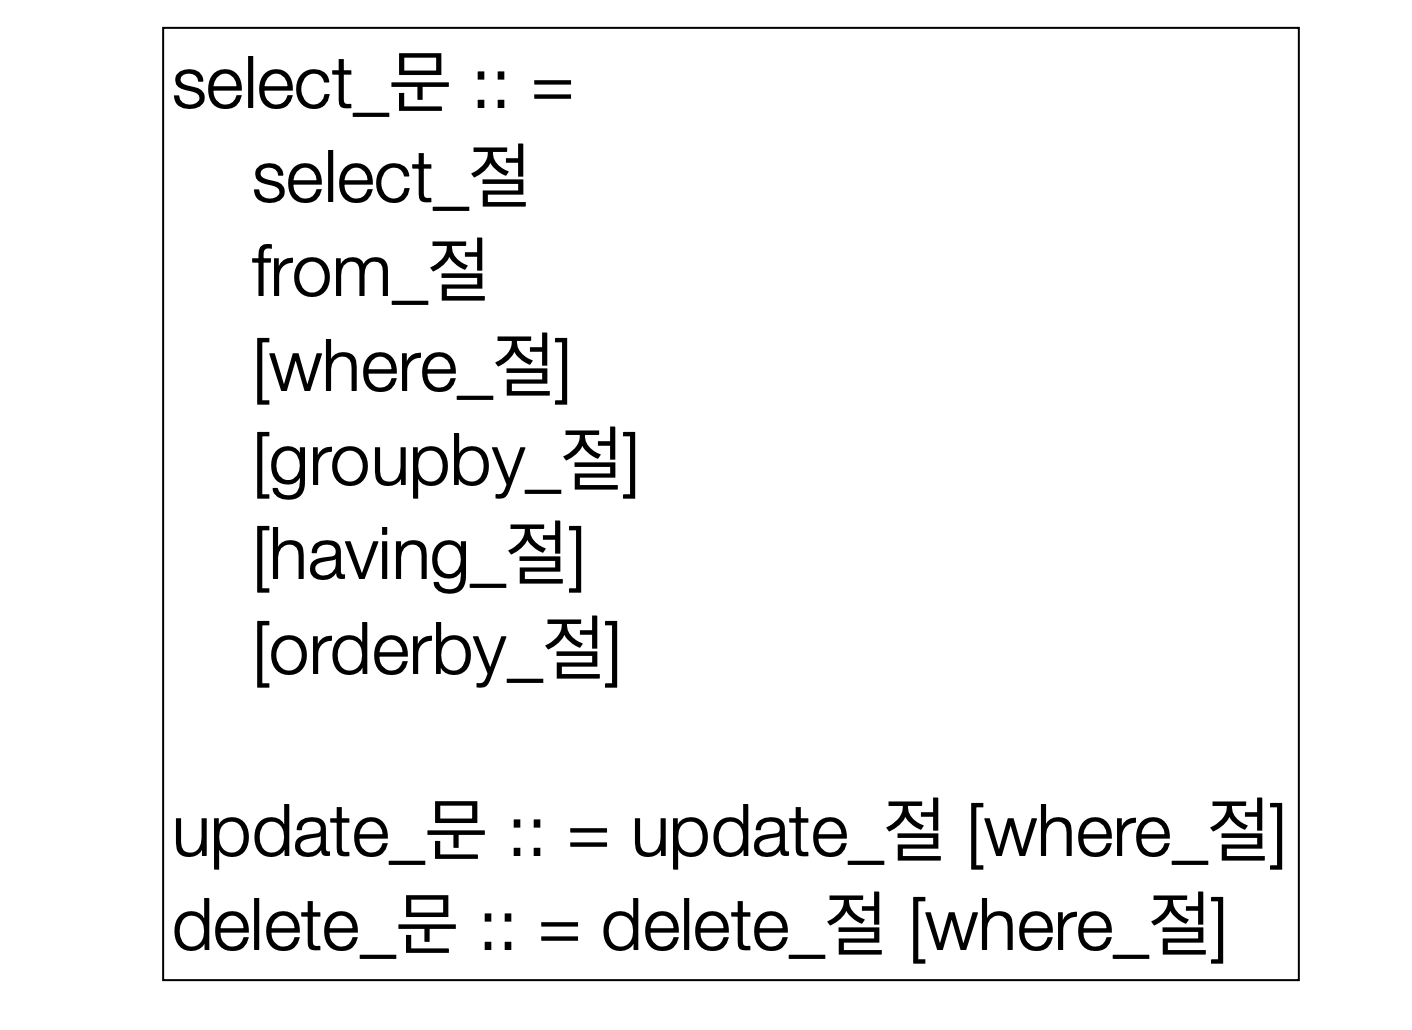 select_문 :: =
select_절
from_절
[where_절]
[groupby_절]
[having_절]
[orderby_절]
update_문 :: = update_절 [where_절]
delete_문 :: = delete_절 [where_절]